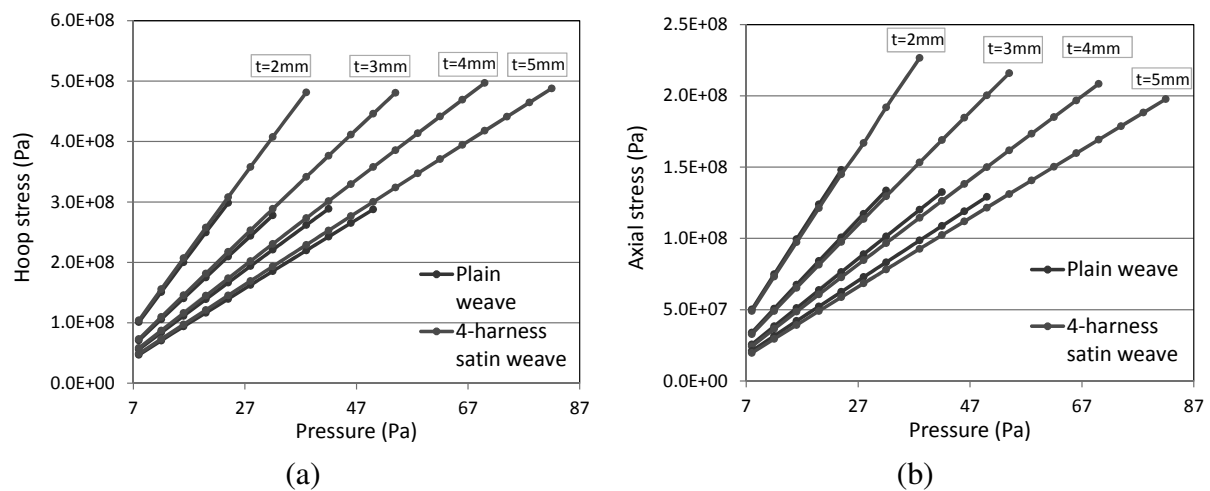 6.0E+08
5.0E+08
4.0E+08
3.0E+08
2.0E+08
1.0E+08
0.0E+00
Hoop stress (Pa)
t=2mm
t=3mm
t=4mm
t=5mm
Plain
weave
4-harness
satin weave
7
27
47
67
87
Pressure (Pa)
(a)
2.5E+08
2.0E+08
1.5E+08
1.0E+08
5.0E+07
0.0E+00
Axial stress (Pa)
t=2mm
t=3mm
t=4mm
t=5mm
Plain weave
4-harness
satin weave
7
27
47
67
87
Pressure (Pa)
(b)